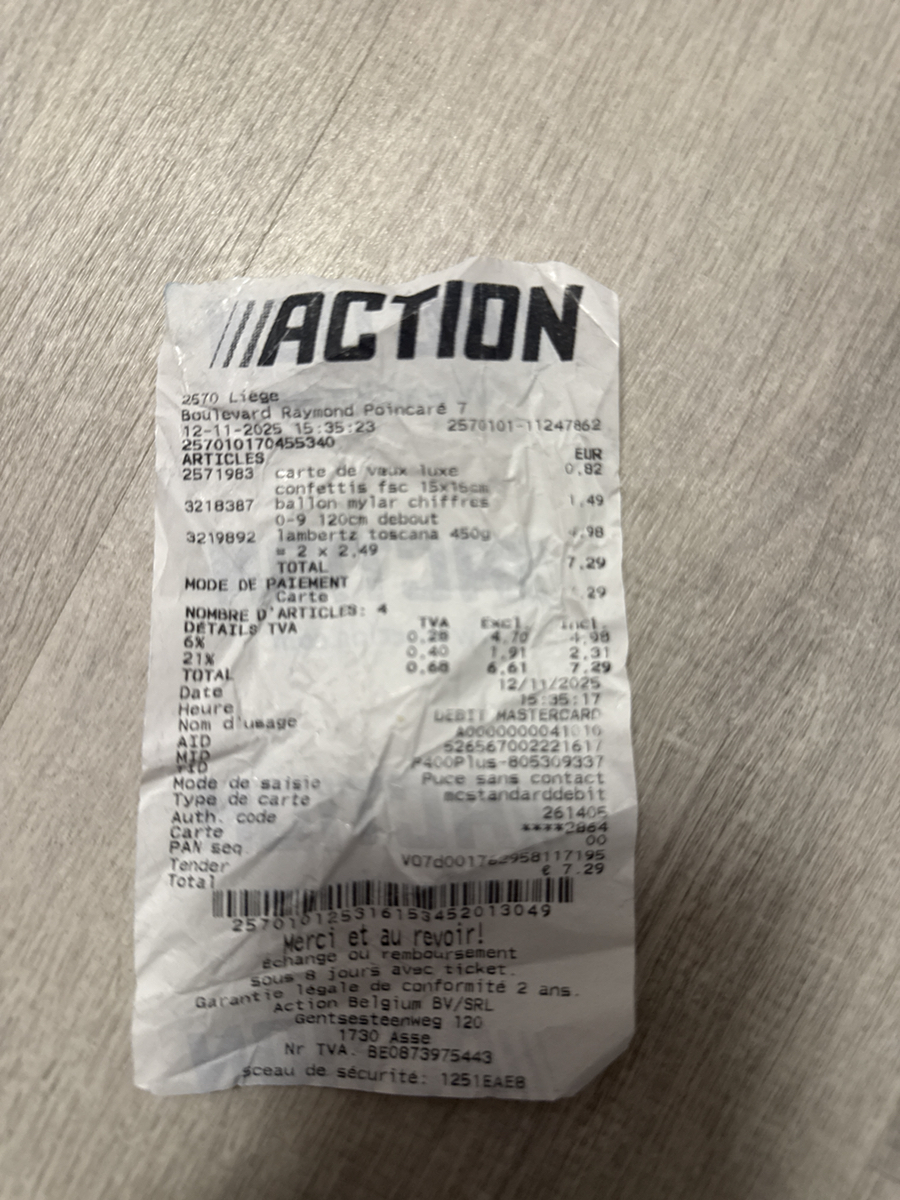 ACTION
2570 Liège
Boulevard Raymond Poincaré 7
12-11-2025 15:35:23 2570101-11247862
257010170455340
ARTICLES EUR
2571983 carte de vœux luxe 0,82
confettis fsc 15x16cm
3218387 ballon mylar chiffres 1,49
0-9 120cm debout
3219892 lambertz toscana 450g 4,98
= 2 x 2,49
TOTAL 7,29
MODE DE PAIEMENT
Carte 29
NOMBRE D'ARTICLES: 4
DÉTAILS TVA TVA Excl. Incl.
6% 0,28 4,70 4,98
21% 0,40 1,91 2,31
TOTAL 0,68 6,61 7,29
Date 12/11/2025
Heure 15:35:17
Nom d'usage DEBIT MASTERCARD
AID A0000000041010
MID 526567002221617
TID P400Plus-805309337
Mode de saisie Puce sans contact
Type de carte mcstandarddebit
Auth. code 261405
Carte ****2864
PAN seq. 00
Tender
Total € 7.29
257010125316153452013049
Merci et au revoir!
Échange ou remboursement
sous 8 jours avec ticket.
Garantie légale de conformité 2 ans.
Action Belgium BV/SRL
Gentsesteenweg 120
1730 Asse
Nr TVA. BE0873975443
sceau de sécurité: 1251EAE8